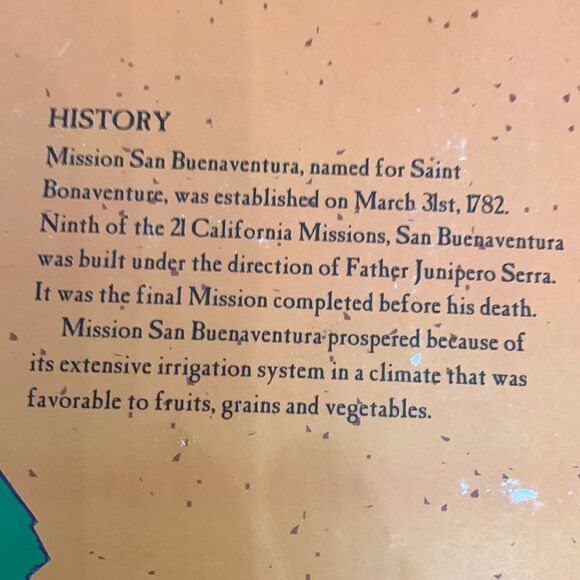 HISTORY
Mission San Buenaventura, named for Saint
Bonaventure, was established on March 31st, 1782.
Ninth of the 21 California Missions, San Buenaventura
was built under the direction of Father Junipero Serra.
It was the final Mission completed before his death.
Mission San Buenaventura prospered because of
its extensive irrigation system in a climate that was
favorable to fruits, grains and vegetables.